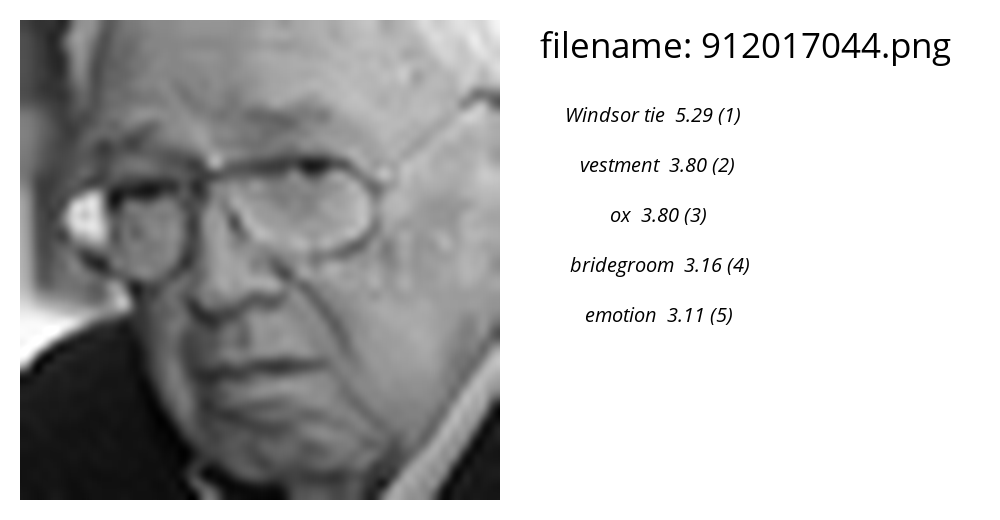 filename: 912017044.png
Windsor tie 5.29 (1)
vestment 3.80 (2)
ox 3.80 (3)
bridegroom 3.16 (4)
emotion 3.11 (5)